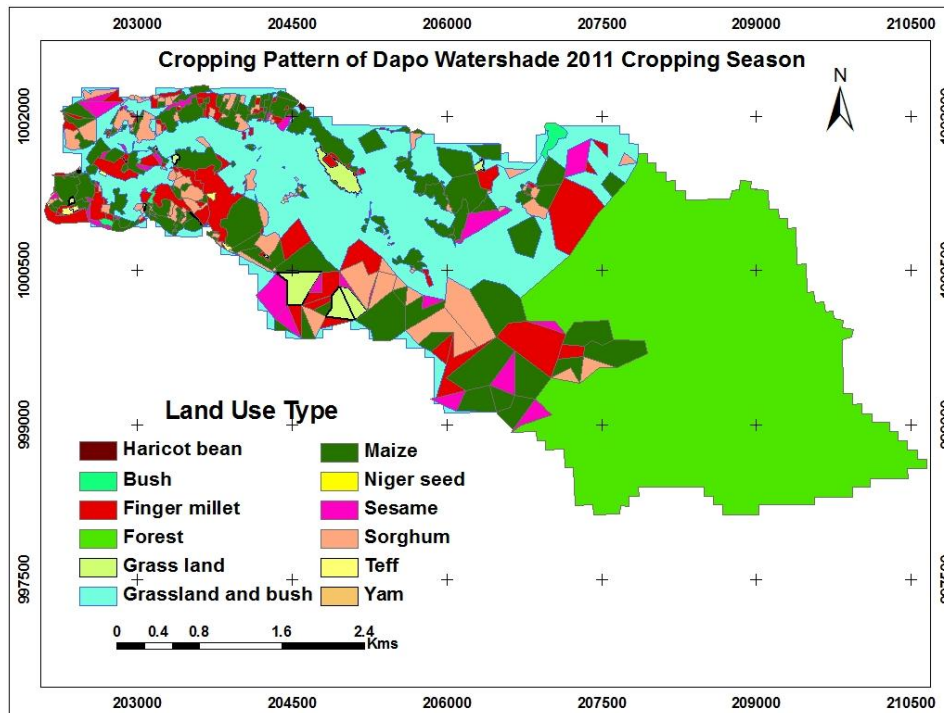 203000 204500 206000 207500 209000 210500
Cropping Pattern of Dapo Watershade 2011 Cropping Season
N
1002000
1000500
999000
997500
Land Use Type
Haricot bean
Bush
Finger millet
Forest
Grass land
Grassland and bush
Maize
Niger seed
Sesame
Sorghum
Teff
Yam
0 0.4 0.8 1.6 2.4
Kms
203000 204500 206000 207500 209000 210500